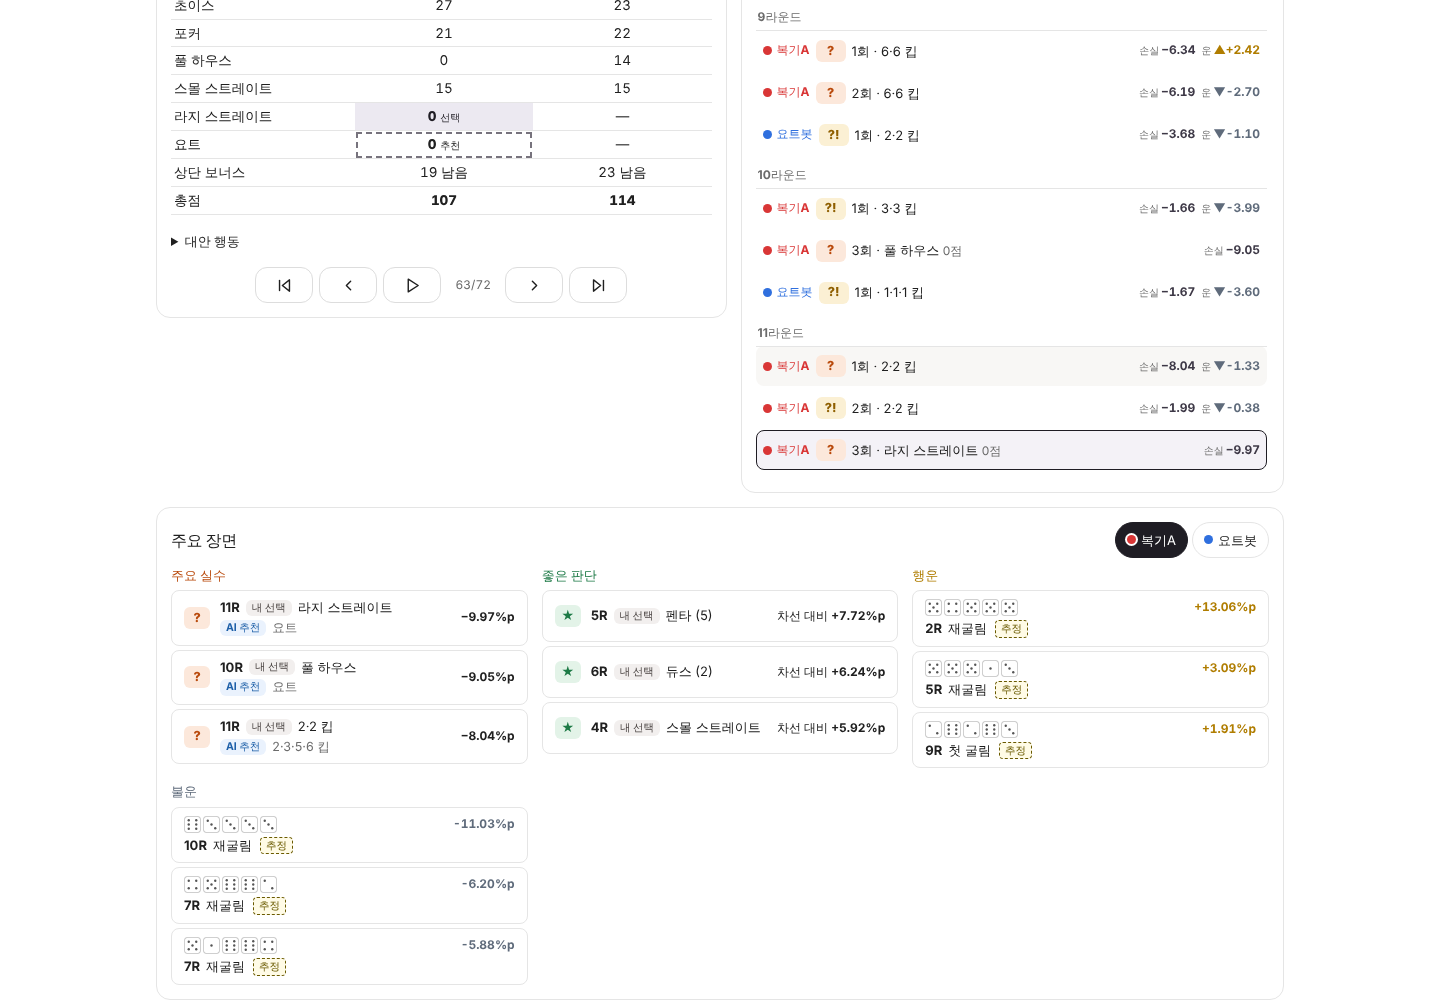 초이스 27 23
포커 21 22
풀 하우스 0 14
스몰 스트레이트 15 15
라지 스트레이트 0 선택 —
요트 0 추천 —
상단 보너스 19 남음 23 남음
총점 107 114
▶ 대안 행동
63/72
9라운드
복기A ? 1회 · 6·6 킵 손실 −6.34 운 ▲+2.42
복기A ? 2회 · 6·6 킵 손실 −6.19 운 ▼-2.70
요트봇 ?! 1회 · 2·2 킵 손실 −3.68 운 ▼-1.10
10라운드
복기A ?! 1회 · 3·3 킵 손실 −1.66 운 ▼-3.99
복기A ? 3회 · 풀 하우스 0점 손실 −9.05
요트봇 ?! 1회 · 1·1·1 킵 손실 −1.67 운 ▼-3.60
11라운드
복기A ? 1회 · 2·2 킵 손실 −8.04 운 ▼-1.33
복기A ?! 2회 · 2·2 킵 손실 −1.99 운 ▼-0.38
복기A ? 3회 · 라지 스트레이트 0점 손실 −9.97
주요 장면
복기A 요트봇
주요 실수
? 11R 내 선택 라지 스트레이트 −9.97%p
AI 추천 요트
? 10R 내 선택 풀 하우스 −9.05%p
AI 추천 요트
? 11R 내 선택 2·2 킵 −8.04%p
AI 추천 2·3·5·6 킵
좋은 판단
★ 5R 내 선택 펜타 (5) 차선 대비 +7.72%p
★ 6R 내 선택 듀스 (2) 차선 대비 +6.24%p
★ 4R 내 선택 스몰 스트레이트 차선 대비 +5.92%p
행운
+13.06%p
2R 재굴림 추정
+3.09%p
5R 재굴림 추정
+1.91%p
9R 첫 굴림 추정
불운
-11.03%p
10R 재굴림 추정
-6.20%p
7R 재굴림 추정
-5.88%p
7R 재굴림 추정